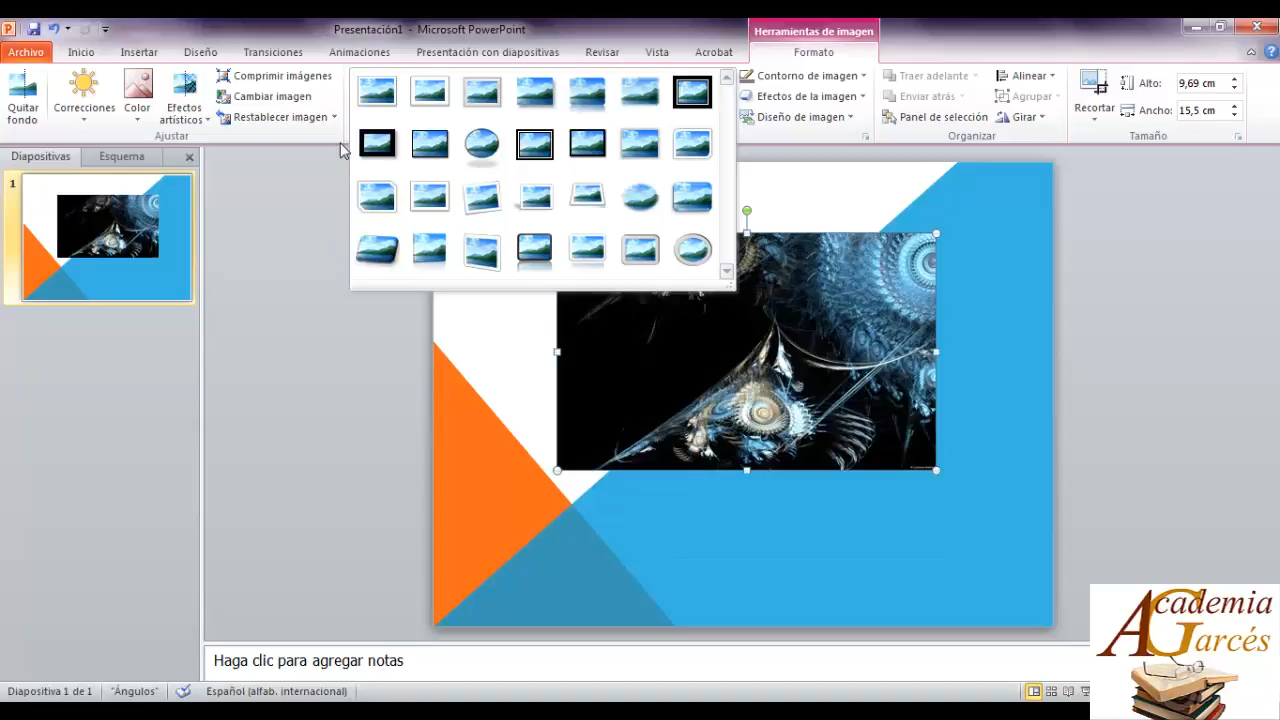 Presentación1 - Microsoft PowerPoint
Herramientas de imagen
Archivo Inicio Insertar Diseño Transiciones Animaciones Presentación con diapositivas Revisar Vista Acrobat Formato
Quitar fondo
Correcciones
Color
Efectos artísticos
Comprimir imágenes
Cambiar imagen
Restablecer imagen
Ajustar
Contorno de imagen
Efectos de la imagen
Diseño de imagen
Traer adelante
Enviar atrás
Panel de selección
Alinear
Agrupar
Girar
Organizar
Recortar
Alto: 9,69 cm
Ancho: 15,5 cm
Tamaño
Diapositivas Esquema
1
Haga clic para agregar notas
Diapositiva 1 de 1 "Ángulos" Español (alfab. internacional)
Academia
Garcés